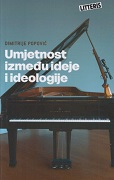 LITTERIS
DIMITRIJE POPOVIĆ
Umjetnost
između ideje
i ideologije